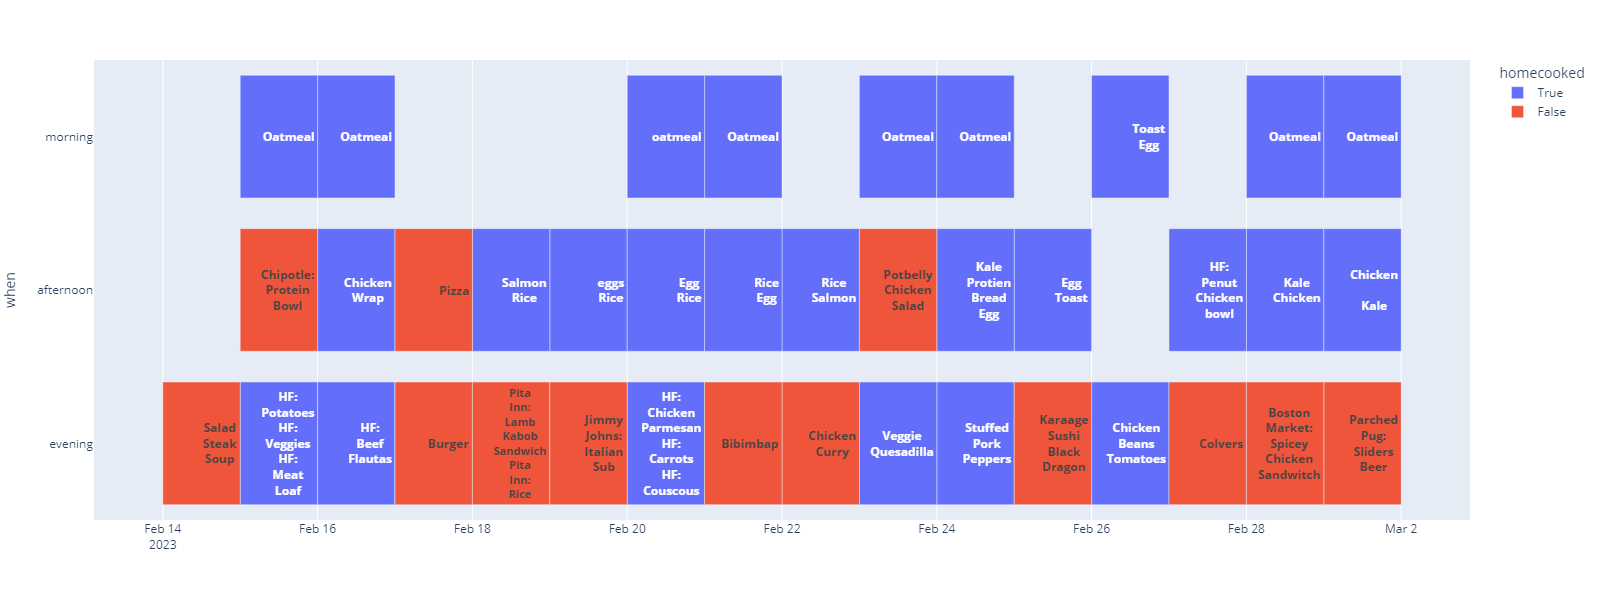 homecooked
True
False
when
morning
Oatmeal
Oatmeal
oatmeal
Oatmeal
Oatmeal
Oatmeal
Toast
Egg
Oatmeal
Oatmeal
afternoon
Chipotle:
Protein
Bowl
Chicken
Wrap
Pizza
Salmon
Rice
eggs
Rice
Egg
Rice
Rice
Egg
Rice
Salmon
Potbelly
Chicken
Salad
Kale
Protien
Bread
Egg
Egg
Toast
HF:
Penut
Chicken
bowl
Kale
Chicken
Chicken
Kale
evening
Salad
Steak
Soup
HF:
Potatoes
HF:
Veggies
HF:
Meat
Loaf
HF:
Beef
Flautas
Burger
Pita
Inn:
Lamb
Kabob
Sandwich
Pita
Inn:
Rice
Jimmy
Johns:
Italian
Sub
HF:
Chicken
Parmesan
HF:
Carrots
HF:
Couscous
Bibimbap
Chicken
Curry
Veggie
Quesadilla
Stuffed
Pork
Peppers
Karaage
Sushi
Black
Dragon
Chicken
Beans
Tomatoes
Colvers
Boston
Market:
Spicey
Chicken
Sandwitch
Parched
Pug:
Sliders
Beer
Feb 14
2023
Feb 16
Feb 18
Feb 20
Feb 22
Feb 24
Feb 26
Feb 28
Mar 2